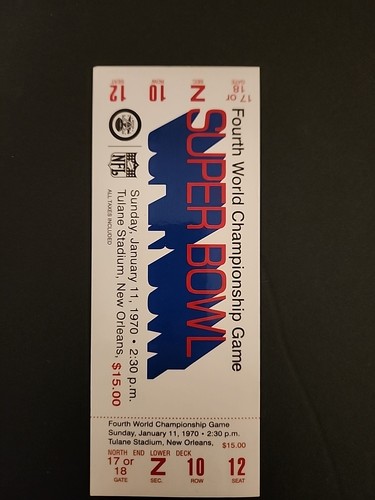 Fourth World Championship Game
SUPER BOWL
Sunday, January 11, 1970 • 2:30 p.m.
Tulane Stadium, New Orleans, $15.00
ALL TAXES INCLUDED
NFL
17 or
18
GATE
Z
SEC.
10
ROW
12
SEAT
Fourth World Championship Game
Sunday, January 11, 1970 • 2:30 p.m.
Tulane Stadium, New Orleans, $15.00
NORTH END LOWER DECK
17 or Z 10 12
18
GATE SEC. ROW SEAT